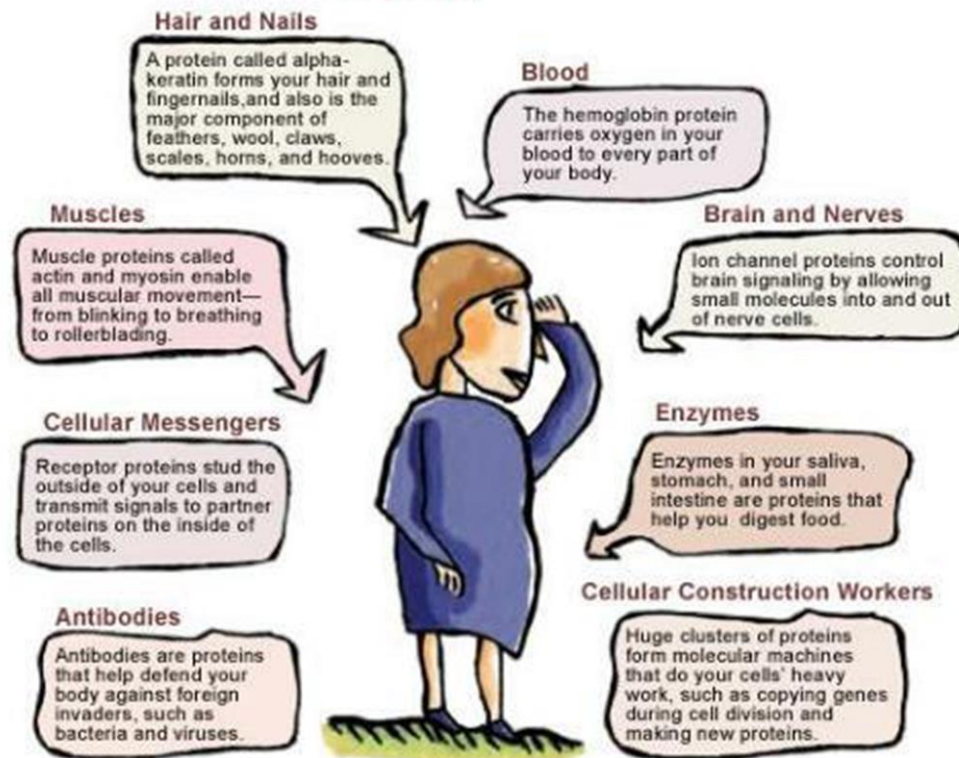 Hair and Nails
A protein called alpha-
keratin forms your hair and
fingernails,and also is the
major component of
feathers, wool, claws,
scales, horns, and hooves.
Blood
The hemoglobin protein
carries oxygen in your
blood to every part of
your body.
Muscles
Muscle proteins called
actin and myosin enable
all muscular movement—
from blinking to breathing
to rollerblading.
Brain and Nerves
Ion channel proteins control
brain signaling by allowing
small molecules into and out
of nerve cells.
Cellular Messengers
Receptor proteins stud the
outside of your cells and
transmit signals to partner
proteins on the inside of
the cells.
Enzymes
Enzymes in your saliva,
stomach, and small
intestine are proteins that
help you digest food.
Antibodies
Antibodies are proteins
that help defend your
body against foreign
invaders, such as
bacteria and viruses.
Cellular Construction Workers
Huge clusters of proteins
form molecular machines
that do your cells' heavy
work, such as copying genes
during cell division and
making new proteins.